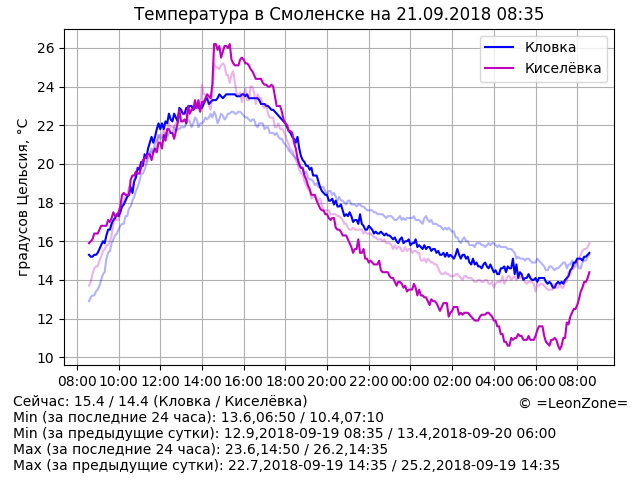 Температура в Смоленске на 21.09.2018 08:35
Кловка
Киселёвка
градусов Цельсия, °C
26
24
22
20
18
16
14
12
10
08:00 10:00 12:00 14:00 16:00 18:00 20:00 22:00 00:00 02:00 04:00 06:00 08:00
Сейчас: 15.4 / 14.4 (Кловка / Киселёвка)
© =LeonZone=
Min (за последние 24 часа): 13.6,06:50 / 10.4,07:10
Min (за предыдущие сутки): 12.9,2018-09-19 08:35 / 13.4,2018-09-20 06:00
Max (за последние 24 часа): 23.6,14:50 / 26.2,14:35
Max (за предыдущие сутки): 22.7,2018-09-19 14:35 / 25.2,2018-09-19 14:35